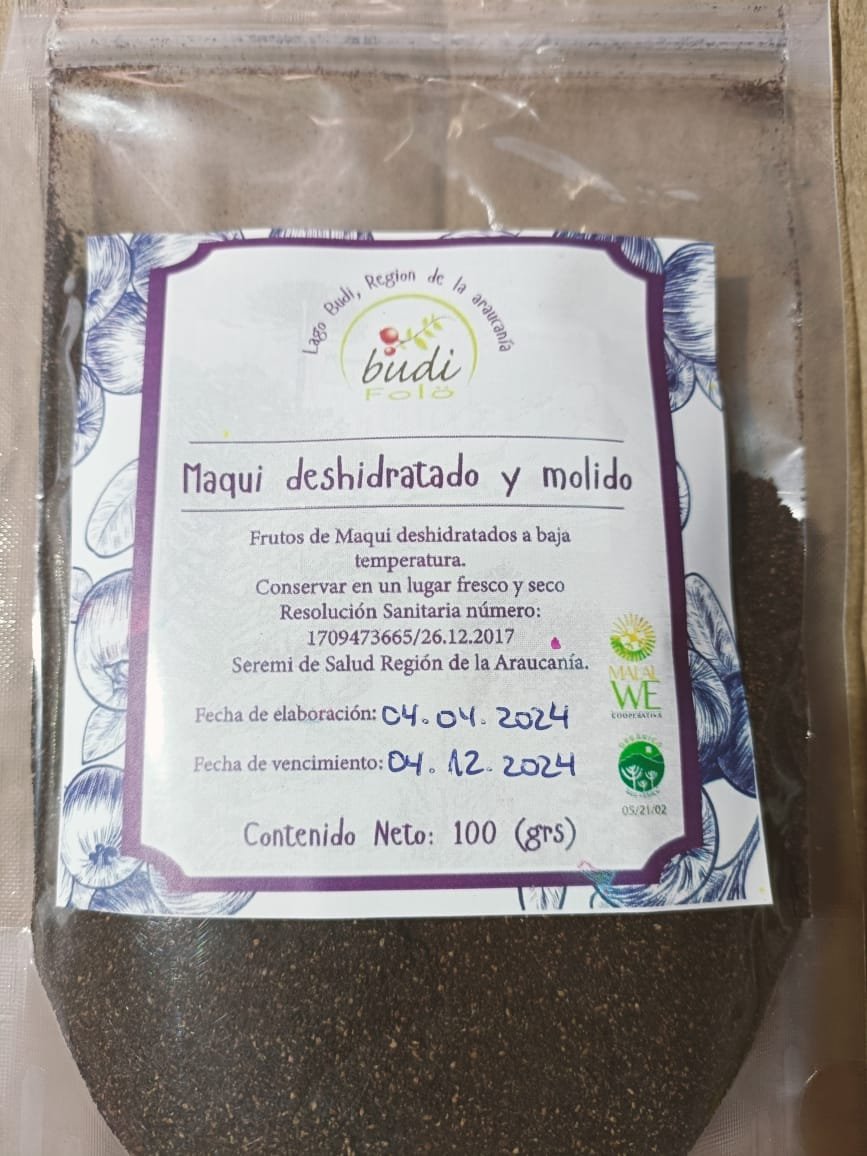 Lago Budi, Region de la araucanía
budi
Folö
Maqui deshidratado y molido
Frutos de Maqui deshidratados a baja
temperatura.
Conservar en un lugar fresco y seco
Resolución Sanitaria número:
1709473665/26.12.2017
Seremi de Salud Región de la Araucanía.
MALAL
WE
COOPERATIVA
Fecha de elaboración: 04.04.2024
Fecha de vencimiento: 04.12.2024
ORGÁNICO
05/21/02
Contenido Neto: 100 (grs)